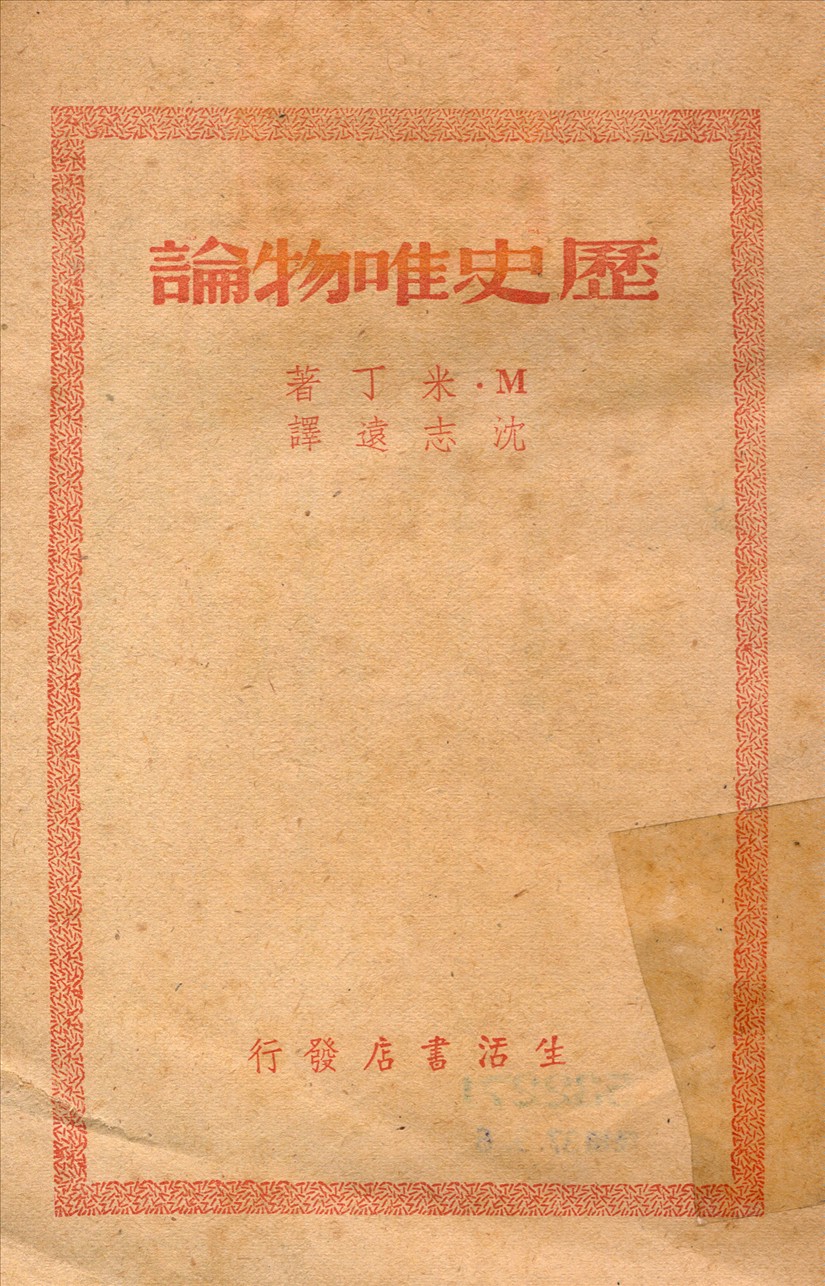 歷史唯物論
M·米丁著
沈志遠譯
生活書店發行